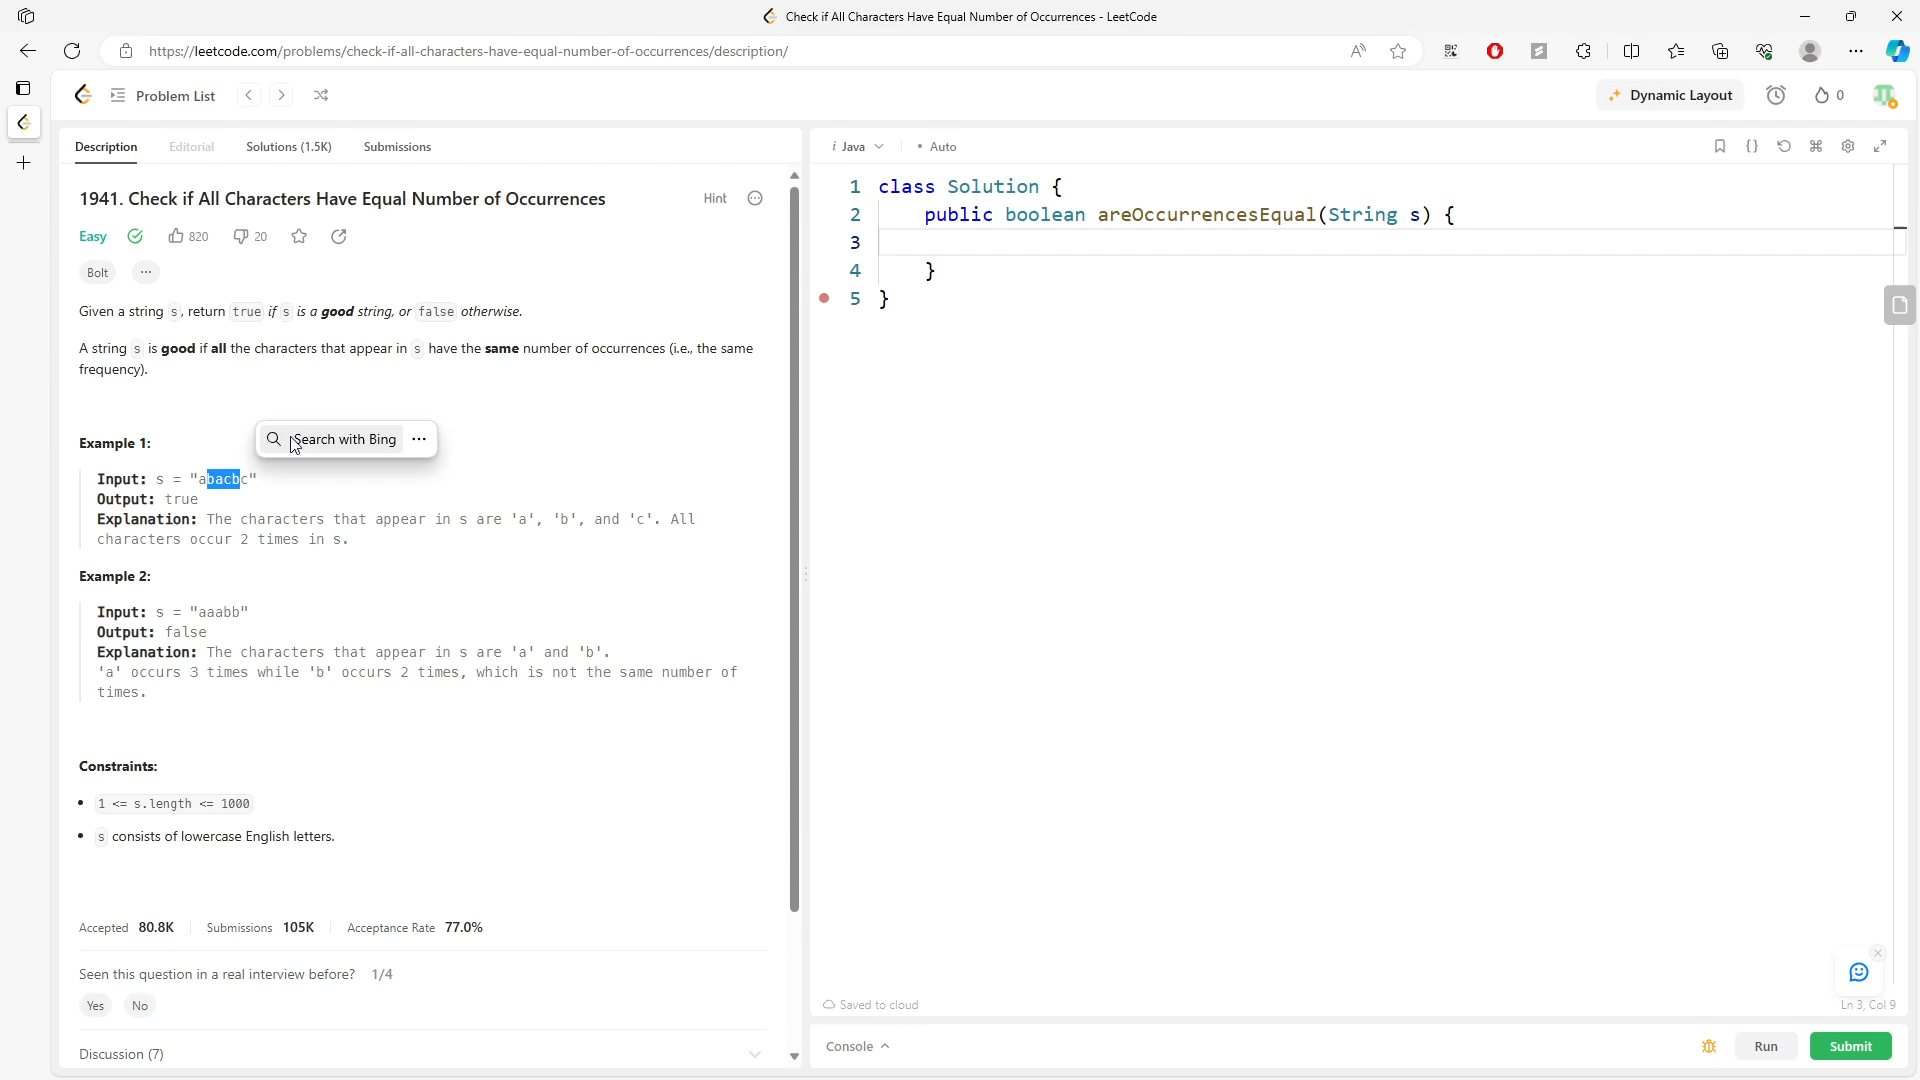 Check if All Characters Have Equal Number of Occurrences - LeetCode
https://leetcode.com/problems/check-if-all-characters-have-equal-number-of-occurrences/description/
Problem List
Dynamic Layout
0
Description Editorial Solutions (1.5K) Submissions
1941. Check if All Characters Have Equal Number of Occurrences
Hint
Easy 820 20
Bolt
Given a string s, return true if s is a good string, or false otherwise.
A string s is good if all the characters that appear in s have the same number of occurrences (i.e., the same
frequency).
Search with Bing
Example 1:
Input: s = "abacbc"
Output: true
Explanation: The characters that appear in s are 'a', 'b', and 'c'. All
characters occur 2 times in s.
Example 2:
Input: s = "aaabb"
Output: false
Explanation: The characters that appear in s are 'a' and 'b'.
'a' occurs 3 times while 'b' occurs 2 times, which is not the same number of
times.
Constraints:
1 <= s.length <= 1000
s consists of lowercase English letters.
Accepted 80.8K Submissions 105K Acceptance Rate 77.0%
Seen this question in a real interview before? 1/4
Yes No
Discussion (7)
i Java • Auto
1 class Solution {
2 public boolean areOccurrencesEqual(String s) {
3
4 }
5 }
Saved to cloud
Ln 3, Col 9
Console
Run Submit